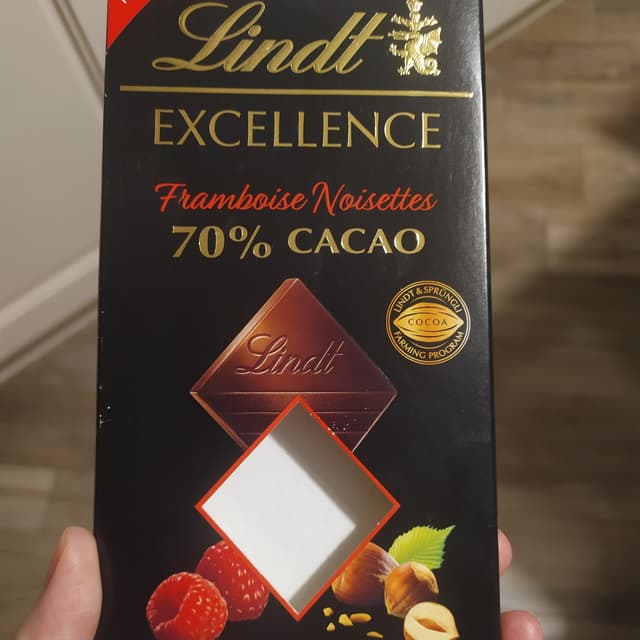 Lindt
EXCELLENCE
Framboise Noisettes
70% CACAO
LINDT & SPRÜNGLI
COCOA
FARMING PROGRAM
Lindt